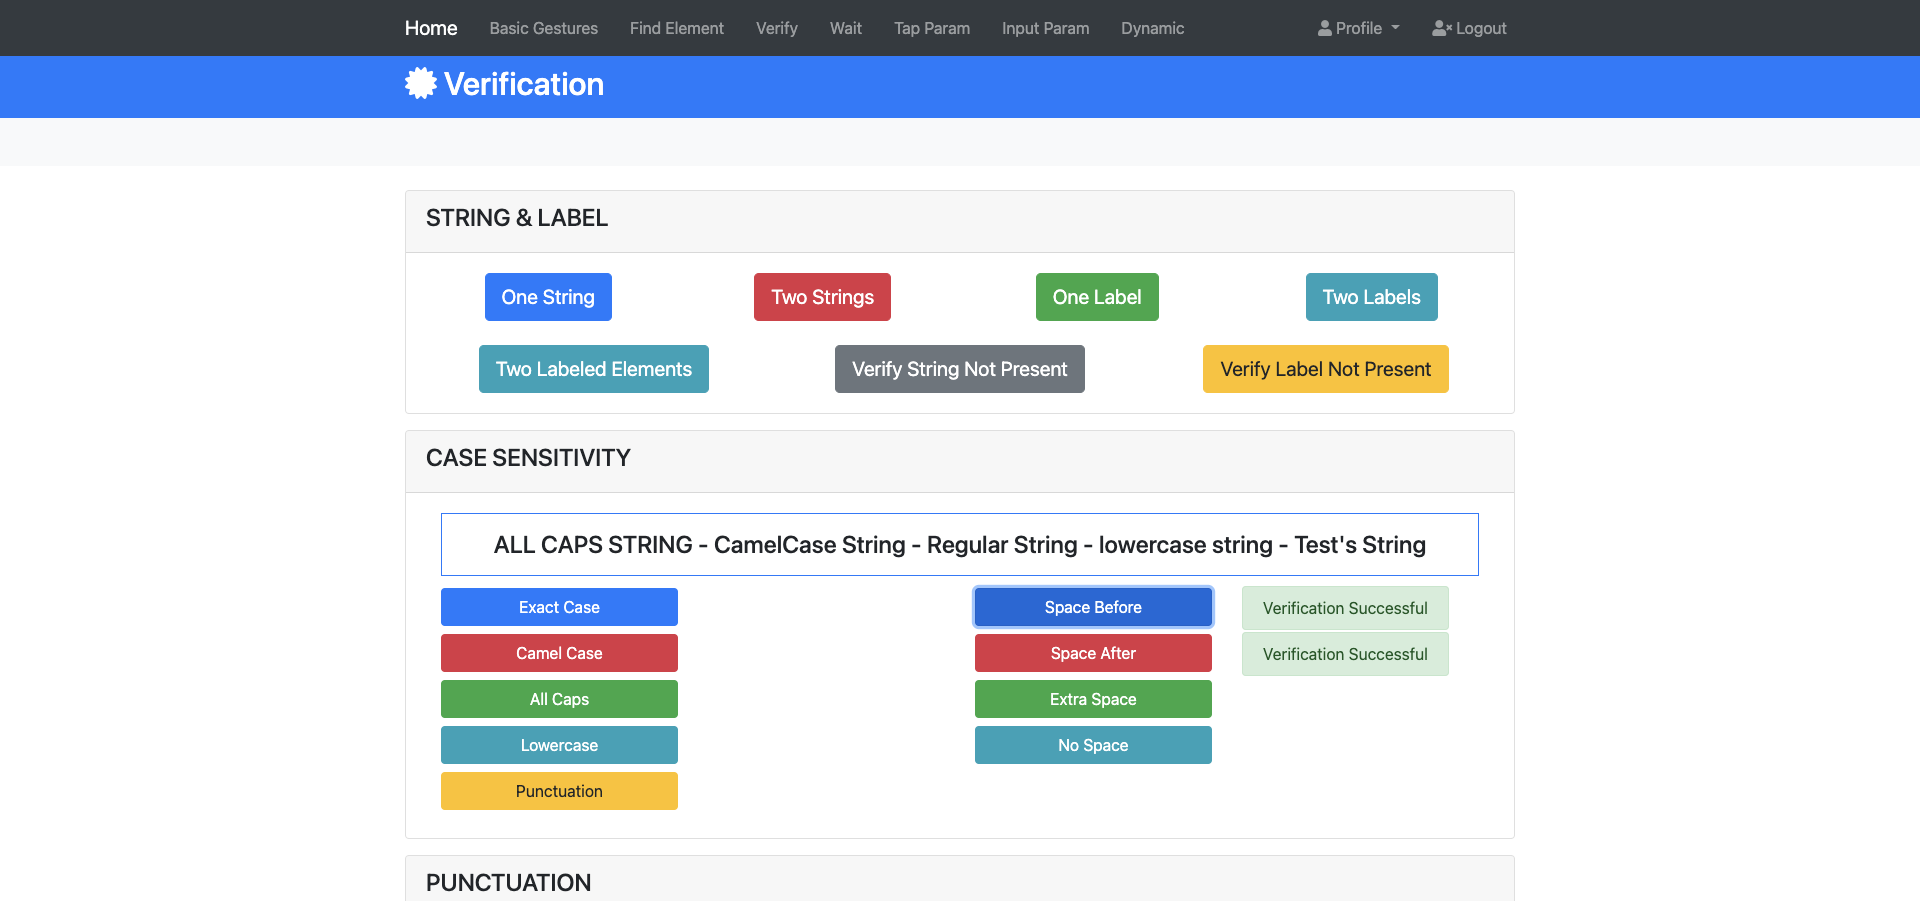 Home Basic Gestures Find Element Verify Wait Tap Param Input Param Dynamic Profile Logout
Verification
STRING & LABEL
One String Two Strings One Label Two Labels
Two Labeled Elements Verify String Not Present Verify Label Not Present
CASE SENSITIVITY
ALL CAPS STRING - CamelCase String - Regular String - lowercase string - Test's String
Exact Case Space Before Verification Successful
Camel Case Space After Verification Successful
All Caps Extra Space
Lowercase No Space
Punctuation
PUNCTUATION